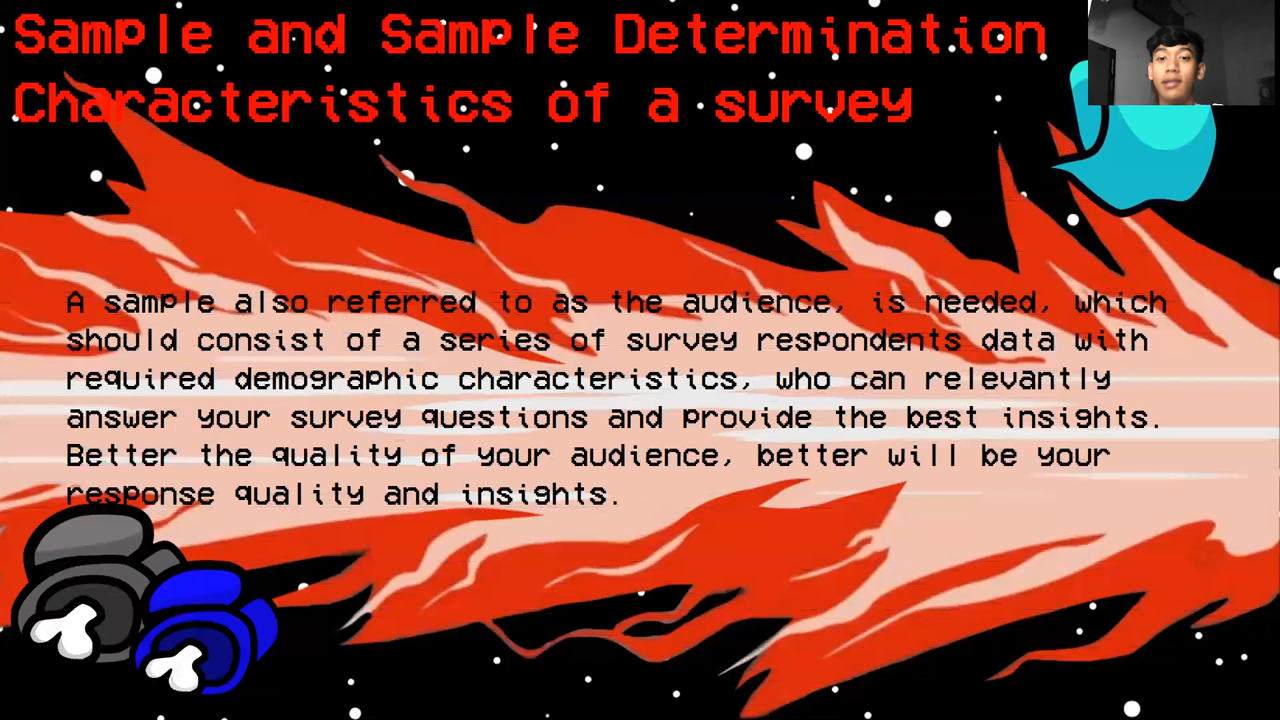 Sample and Sample Determination
Characteristics of a survey
A sample also referred to as the audience, is needed, which
should consist of a series of survey respondents data with
required demographic characteristics, who can relevantly
answer your survey questions and provide the best insights.
Better the quality of your audience, better will be your
response quality and insights.